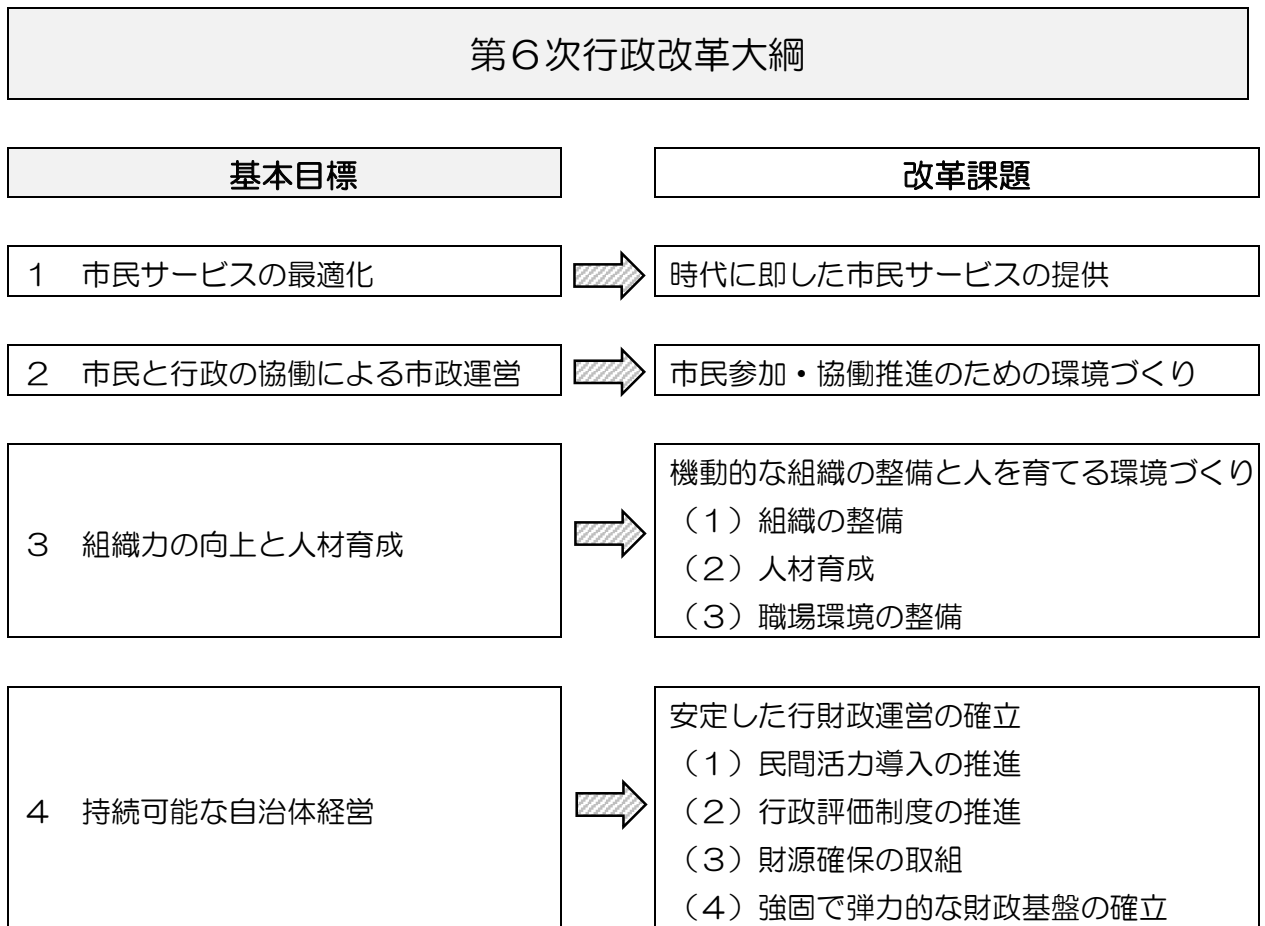 第６次行政改革大綱
基本目標
改革課題
１　市民サービスの最適化
時代に即した市民サービスの提供
２　市民と行政の協働による市政運営
市民参加・協働推進のための環境づくり
３　組織力の向上と人材育成
機動的な組織の整備と人を育てる環境づくり
（１）組織の整備
（２）人材育成
（３）職場環境の整備
４　持続可能な自治体経営
安定した行財政運営の確立
（１）民間活力導入の推進
（２）行政評価制度の推進
（３）財源確保の取組
（４）強固で弾力的な財政基盤の確立